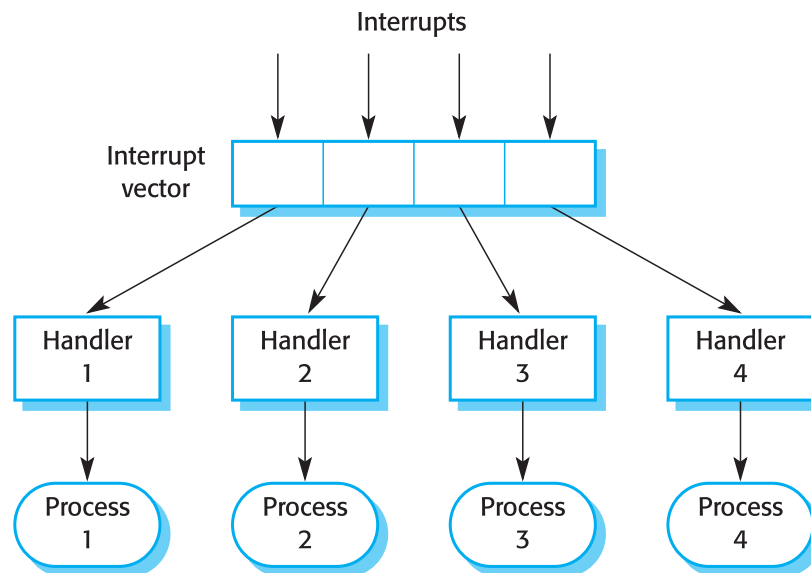 Interrupts
Interrupt
vector
Handler
1
Handler
2
Handler
3
Handler
4
Process
1
Process
2
Process
3
Process
4